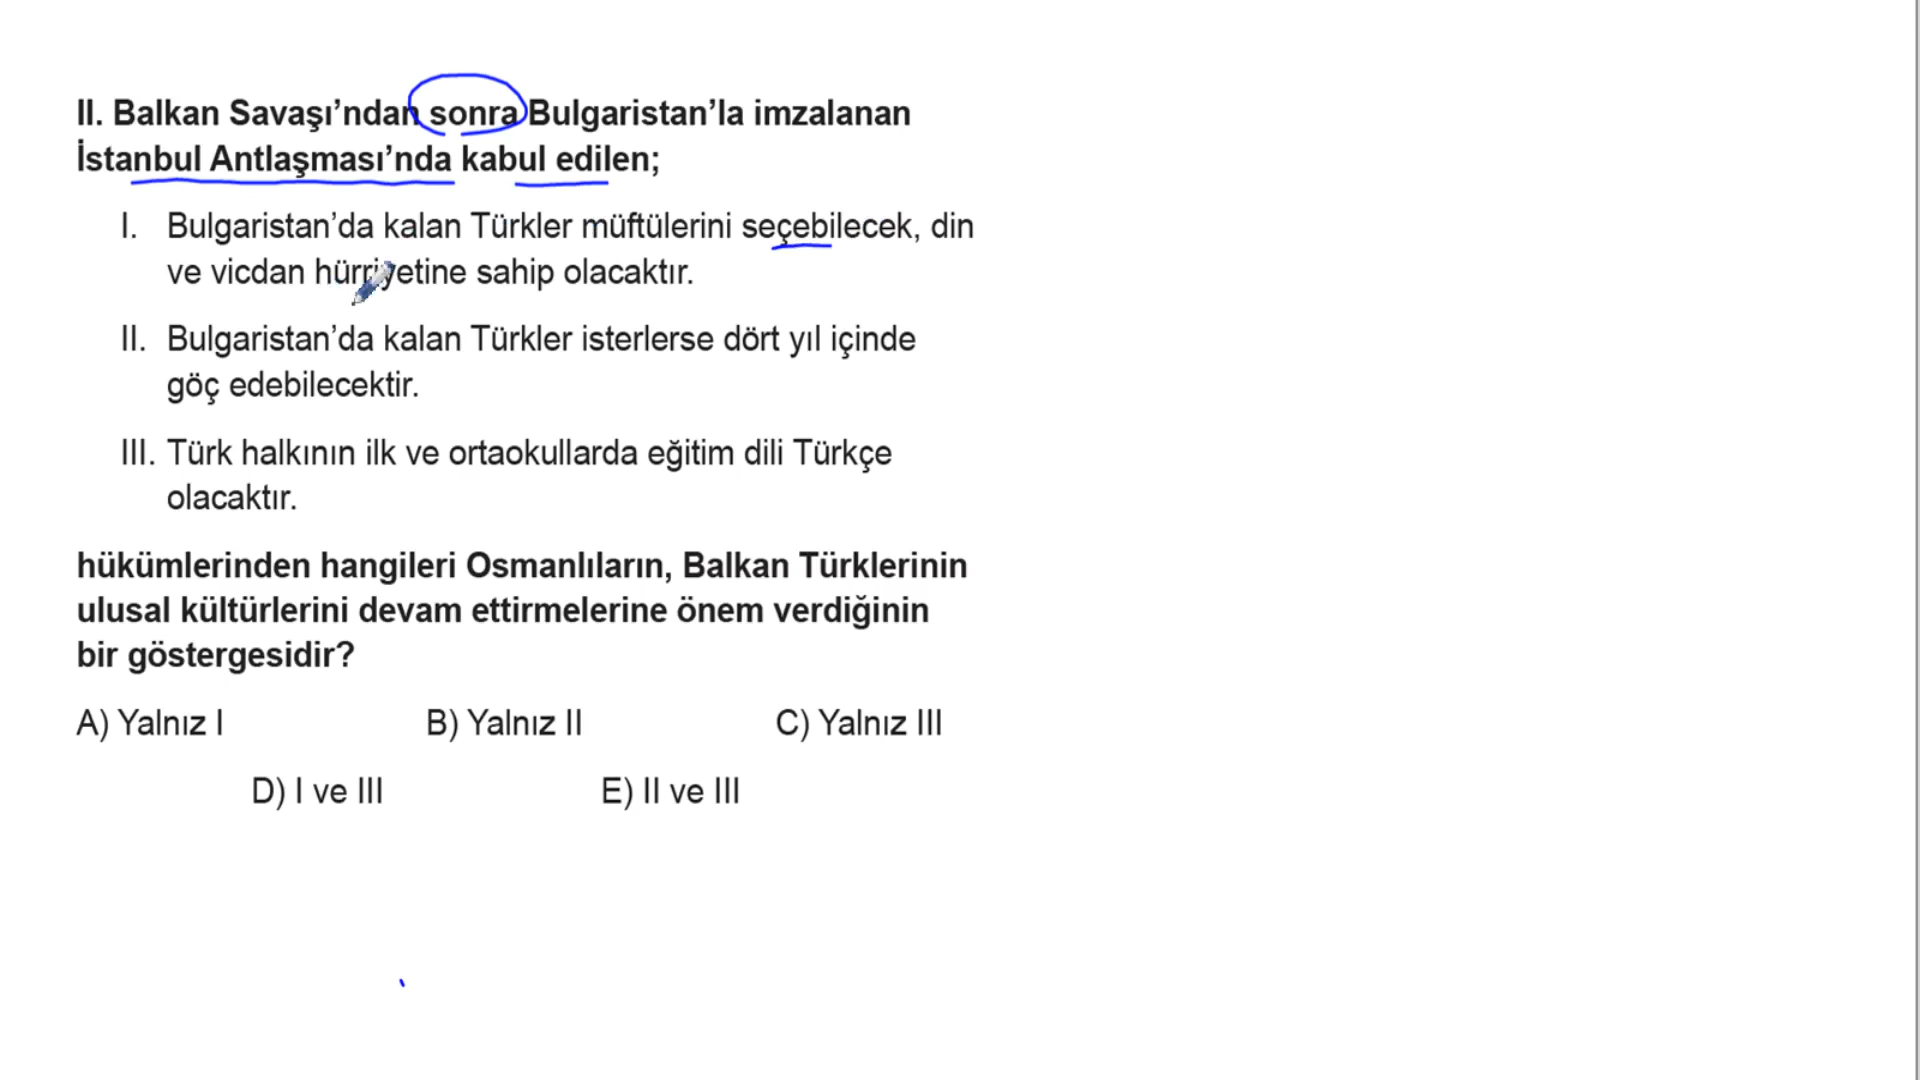 II. Balkan Savaşı’ndan sonra Bulgaristan’la imzalanan
İstanbul Antlaşması’nda kabul edilen;
I. Bulgaristan’da kalan Türkler müftülerini seçebilecek, din
ve vicdan hürriyetine sahip olacaktır.
II. Bulgaristan’da kalan Türkler isterlerse dört yıl içinde
göç edebilecektir.
III. Türk halkının ilk ve ortaokullarda eğitim dili Türkçe
olacaktır.
hükümlerinden hangileri Osmanlıların, Balkan Türklerinin
ulusal kültürlerini devam ettirmelerine önem verdiğinin
bir göstergesidir?
A) Yalnız I B) Yalnız II C) Yalnız III
D) I ve III E) II ve III